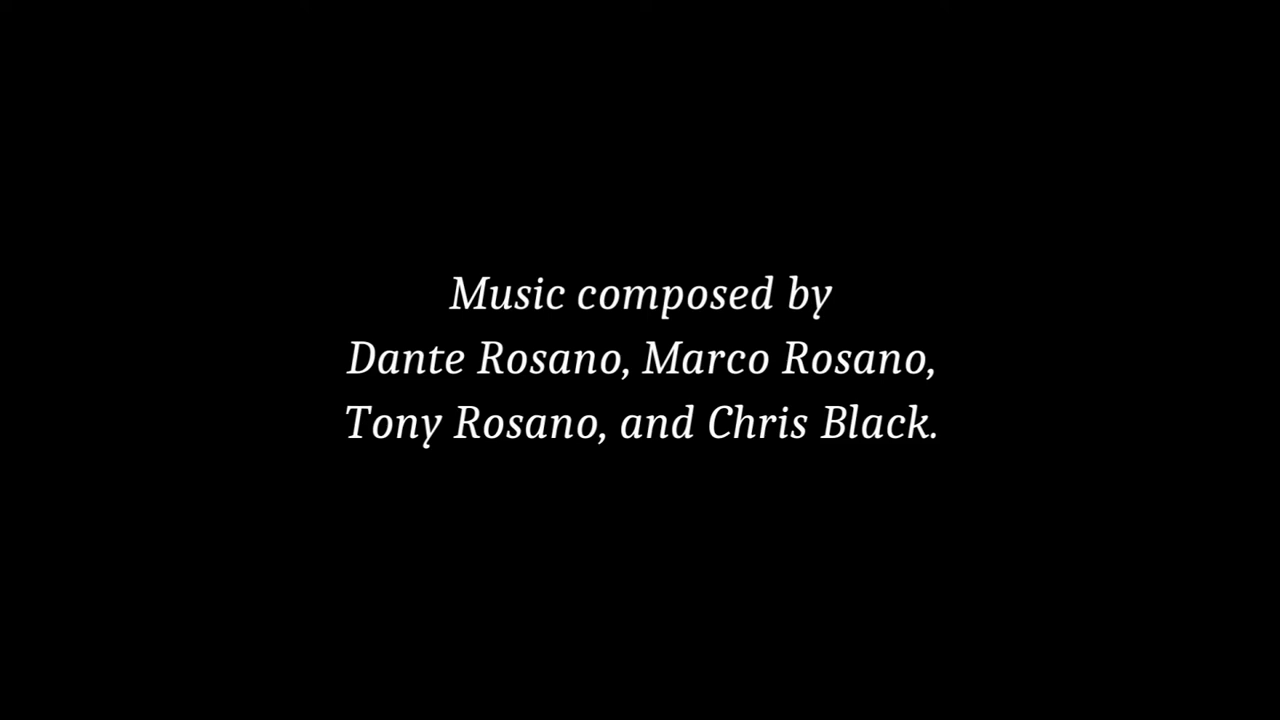 Music composed by
Dante Rosano, Marco Rosano,
Tony Rosano, and Chris Black.